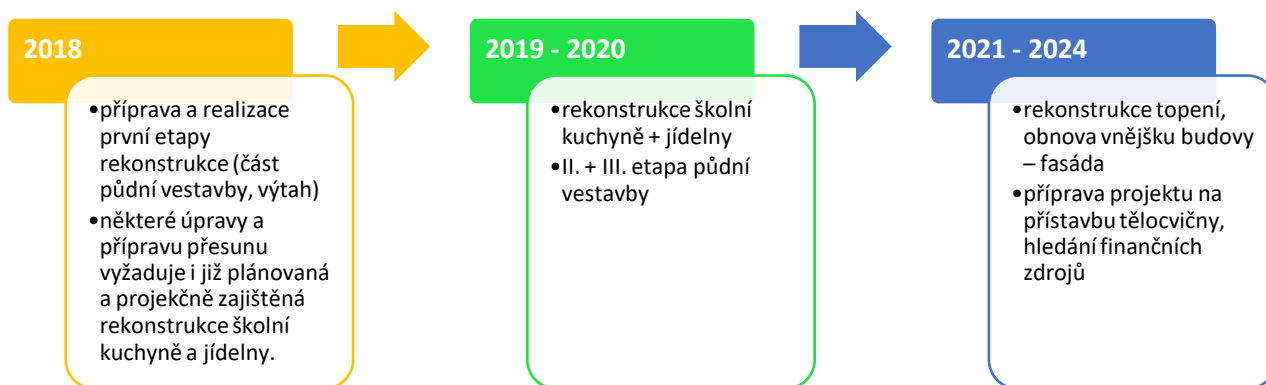 2018
•příprava a realizace
první etapy
rekonstrukce (část
půdní vestavby, výtah)
•některé úpravy a
přípravu přesunu
vyžaduje i již plánovaná
a projekčně zajištěná
rekonstrukce školní
kuchyně a jídelny.
2019 - 2020
•rekonstrukce školní
kuchyně + jídelny
•II. + III. etapa půdní
vestavby
2021 - 2024
•rekonstrukce topení,
obnova vnějšku budovy
– fasáda
•příprava projektu na
přístavbu tělocvičny,
hledání finančních
zdrojů